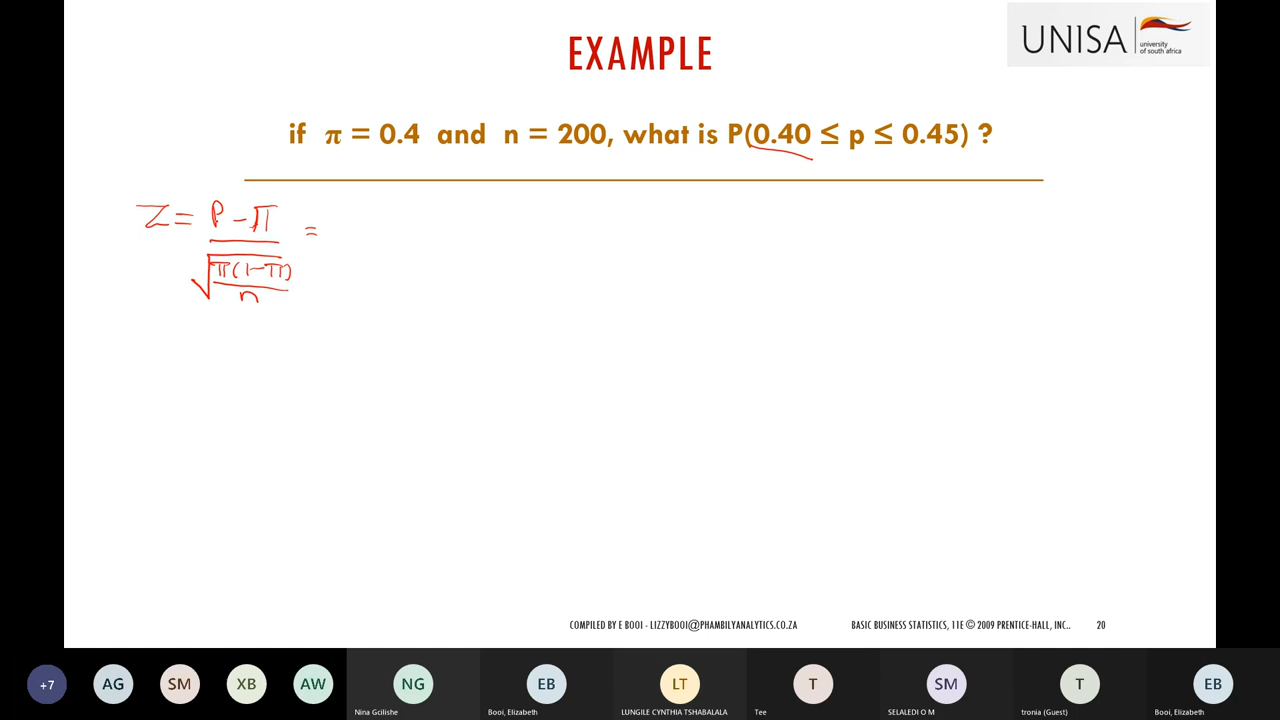 UNISA
university
of south africa
EXAMPLE
if π = 0.4 and n = 200, what is P(0.40 ≤ p ≤ 0.45) ?
Z = P - π =
√π(1-π)
n
COMPILED BY E BOOI - LIZZYBOOI@PHAMBILYANALYTICS.CO.ZA
BASIC BUSINESS STATISTICS, 11E © 2009 PRENTICE-HALL, INC..
20
+7
AG
SM
XB
AW
NG
EB
LT
T
SM
T
EB
Nina Gcilishe
Booi, Elizabeth
LUNGILE CYNTHIA TSHABALALA
Tee
SELALEDI O M
tronia (Guest)
Booi, Elizabeth